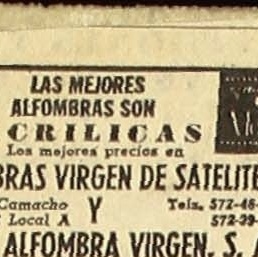 LAS MEJORES
ALFOMBRAS SON
CRILICAS
Los mejores precios en
BRAS VIRGEN DE SATELITE
Camacho Y Tels. 572-48-
Local A 572-29-
ALFOMBRA VIRGEN, S. A